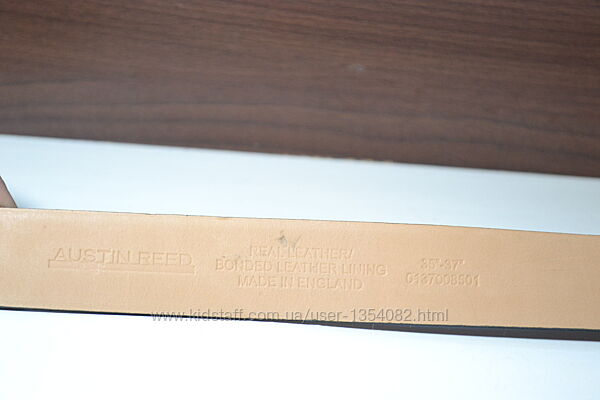 AUSTIN REED
REAL LEATHER/
BONDED LEATHER LINING
MADE IN ENGLAND
35"-37"
0137008501
www.kidstaff.com.ua/user-1354082.html